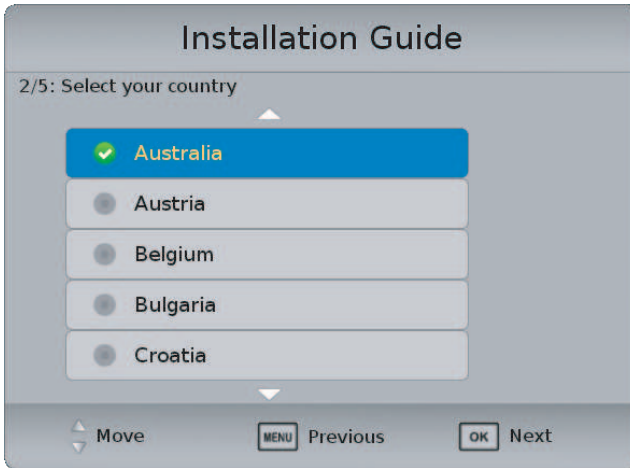 Installation Guide
2/5: Select your country
Australia
Austria
Belgium
Bulgaria
Croatia
Move MENU Previous OK Next